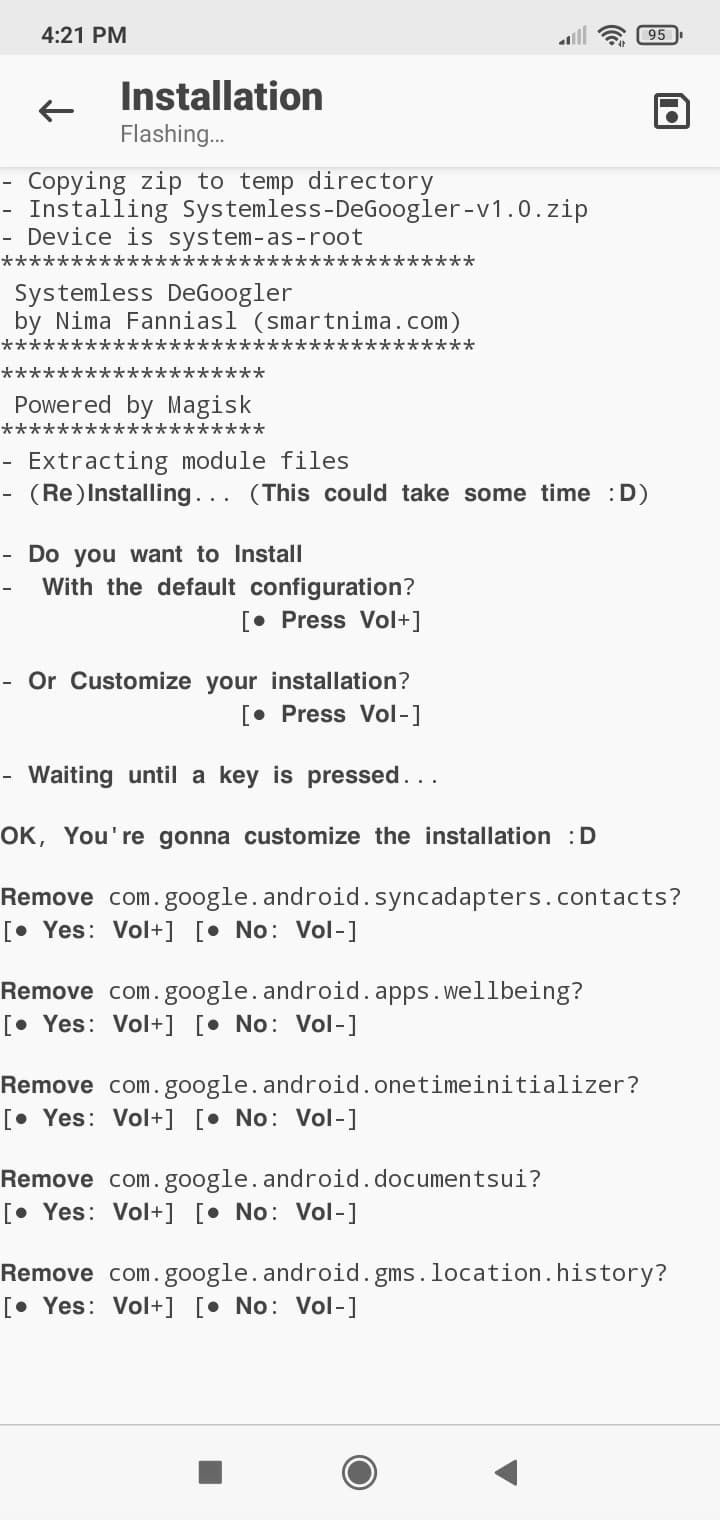 4:21 PM
95
Installation
Flashing...
- Copying zip to temp directory
- Installing Systemless-DeGoogler-v1.0.zip
- Device is system-as-root
**********************************
Systemless DeGoogler
by Nima Fanniasl (smartnima.com)
**********************************
*******************
Powered by Magisk
*******************
- Extracting module files
- (Re)Installing... (This could take some time :D)
- Do you want to Install
- With the default configuration?
[● Press Vol+]
- Or Customize your installation?
[● Press Vol-]
- Waiting until a key is pressed...
OK, You're gonna customize the installation :D
Remove com.google.android.syncadapters.contacts?
[● Yes: Vol+] [● No: Vol-]
Remove com.google.android.apps.wellbeing?
[● Yes: Vol+] [● No: Vol-]
Remove com.google.android.onetimeinitializer?
[● Yes: Vol+] [● No: Vol-]
Remove com.google.android.documentsui?
[● Yes: Vol+] [● No: Vol-]
Remove com.google.android.gms.location.history?
[● Yes: Vol+] [● No: Vol-]